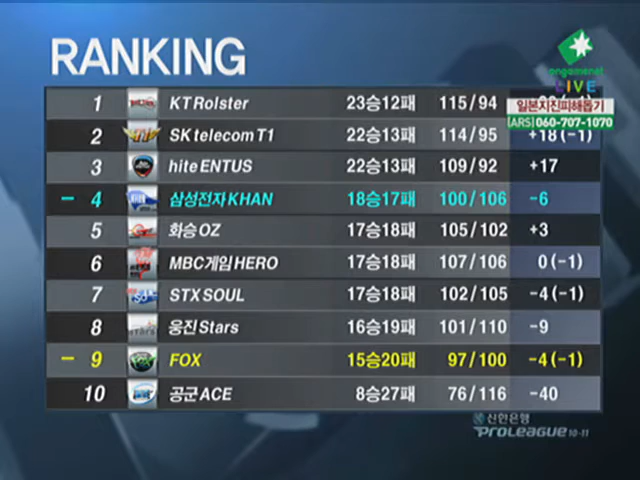 RANKING
ongamenet
LIVE
일본지진피해돕기
(ARS) 060-707-1070
1 KT Rolster 23승12패 115/94
2 SK telecom T1 22승13패 114/95 +18(-1)
3 hite ENTUS 22승13패 109/92 +17
- 4 삼성전자 KHAN 18승17패 100/106 -6
5 화승 OZ 17승18패 105/102 +3
6 MBC게임 HERO 17승18패 107/106 0(-1)
7 STX SOUL 17승18패 102/105 -4(-1)
8 웅진 Stars 16승19패 101/110 -9
- 9 FOX 15승20패 97/100 -4(-1)
10 공군 ACE 8승27패 76/116 -40
신한은행
PROLEAGUE 10-11